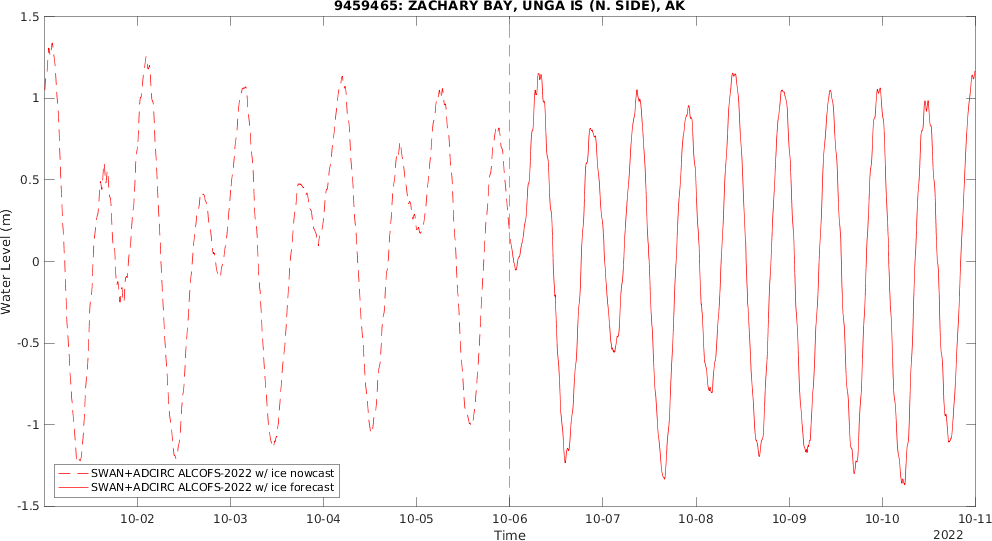 9459465: ZACHARY BAY, UNGA IS (N. SIDE), AK
1.5
1
0.5
0
-0.5
-1
-1.5
Water Level (m)
SWAN+ADCIRC ALCOFS-2022 w/ ice nowcast
SWAN+ADCIRC ALCOFS-2022 w/ ice forecast
10-02 10-03 10-04 10-05 10-06 10-07 10-08 10-09 10-10 10-11
Time
2022